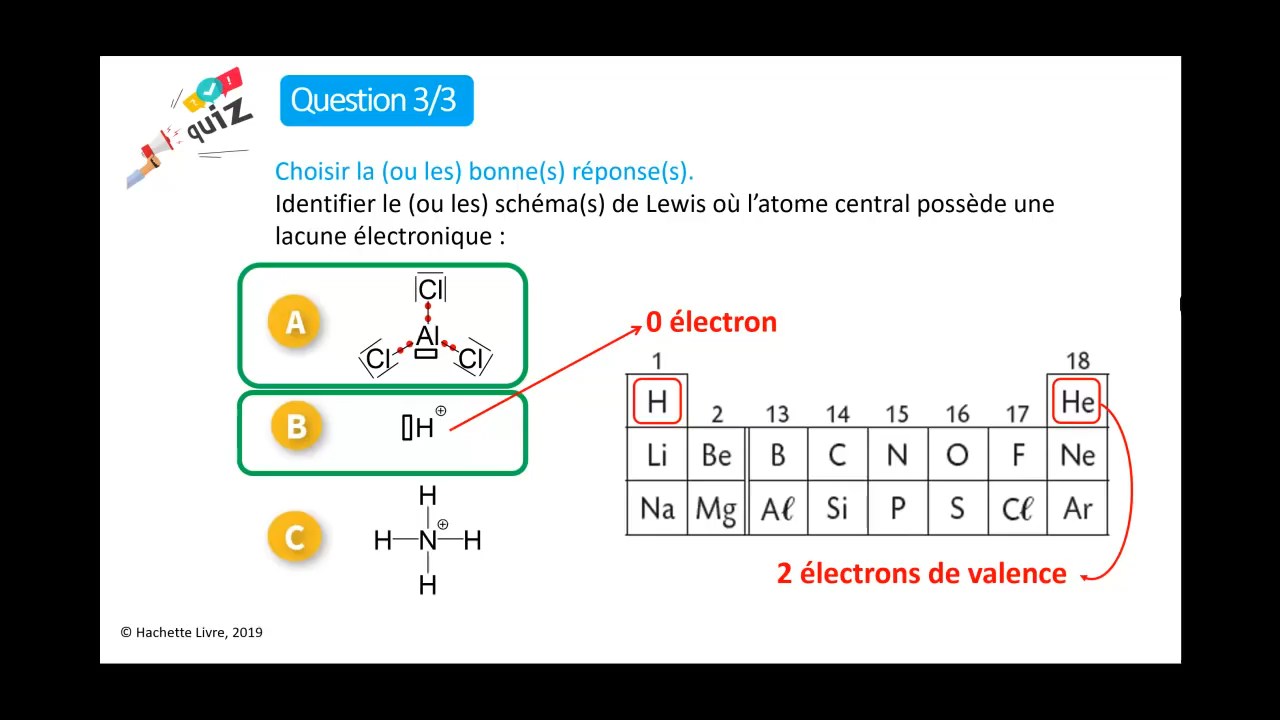 quiz
Question 3/3
Choisir la (ou les) bonne(s) réponse(s).
Identifier le (ou les) schéma(s) de Lewis où l’atome central possède une
lacune électronique :
A
Cl
Al
Cl Cl
B
H⊕
C
H
H N⊕ H
H
0 électron
1 18
H He
2 13 14 15 16 17
Li Be B C N O F Ne
Na Mg Aℓ Si P S Cℓ Ar
2 électrons de valence
© Hachette Livre, 2019